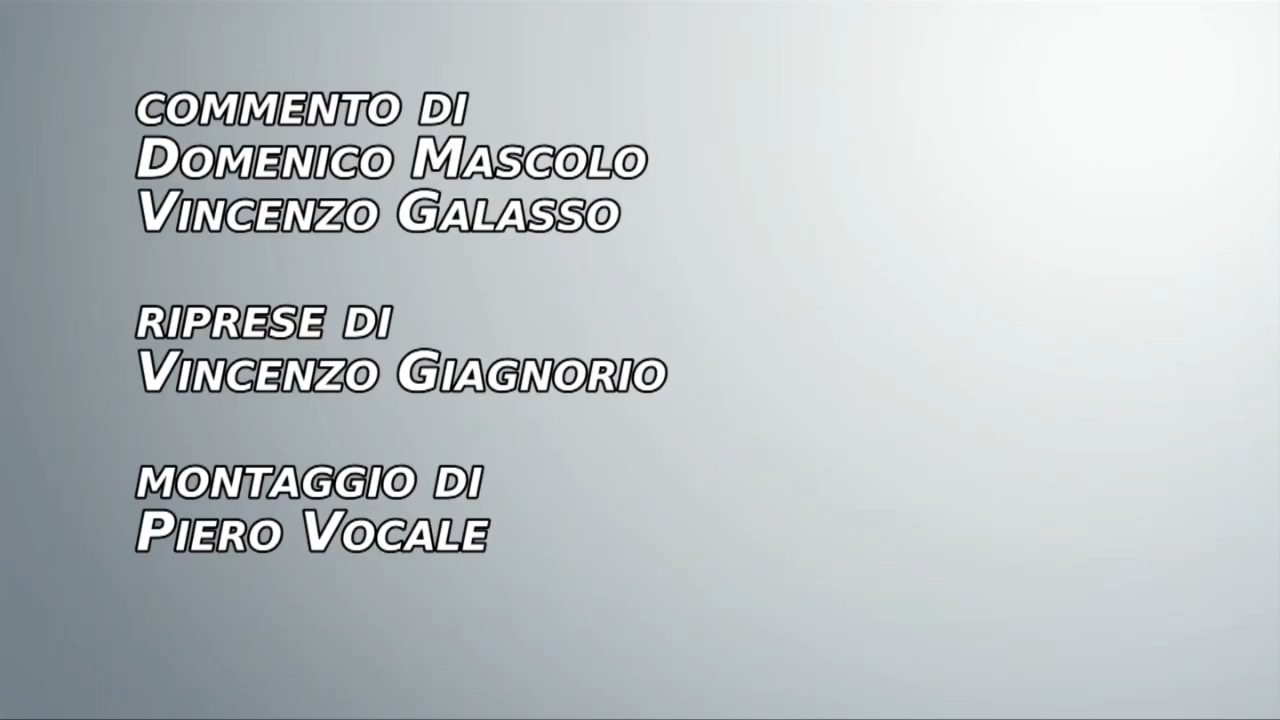 COMMENTO DI
DOMENICO MASCOLO
VINCENZO GALASSO
RIPRESE DI
VINCENZO GIAGNORIO
MONTAGGIO DI
PIERO VOCALE